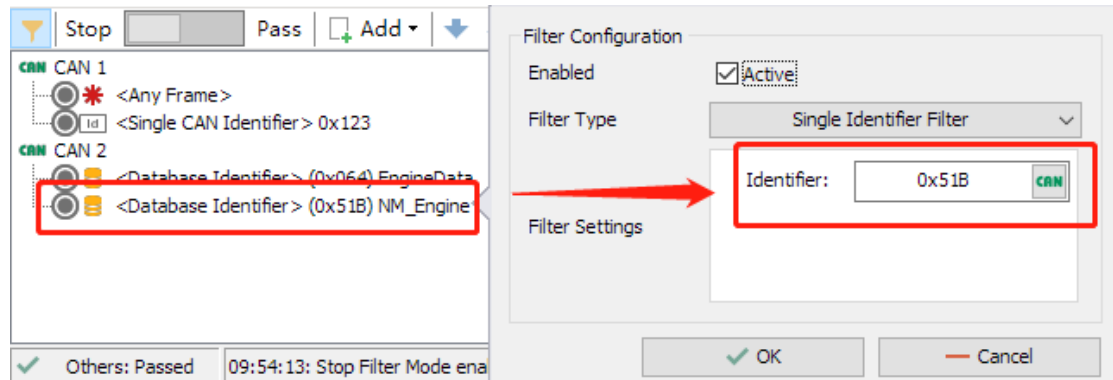 Stop Pass Add
CAN CAN 1
<Any Frame>
Id <Single CAN Identifier> 0x123
CAN CAN 2
<Database Identifier> (0x064) EngineData
<Database Identifier> (0x51B) NM_Engine
Others: Passed 09:54:13: Stop Filter Mode ena
Filter Configuration
Enabled Active
Filter Type Single Identifier Filter
Identifier: 0x51B CAN
Filter Settings
OK Cancel